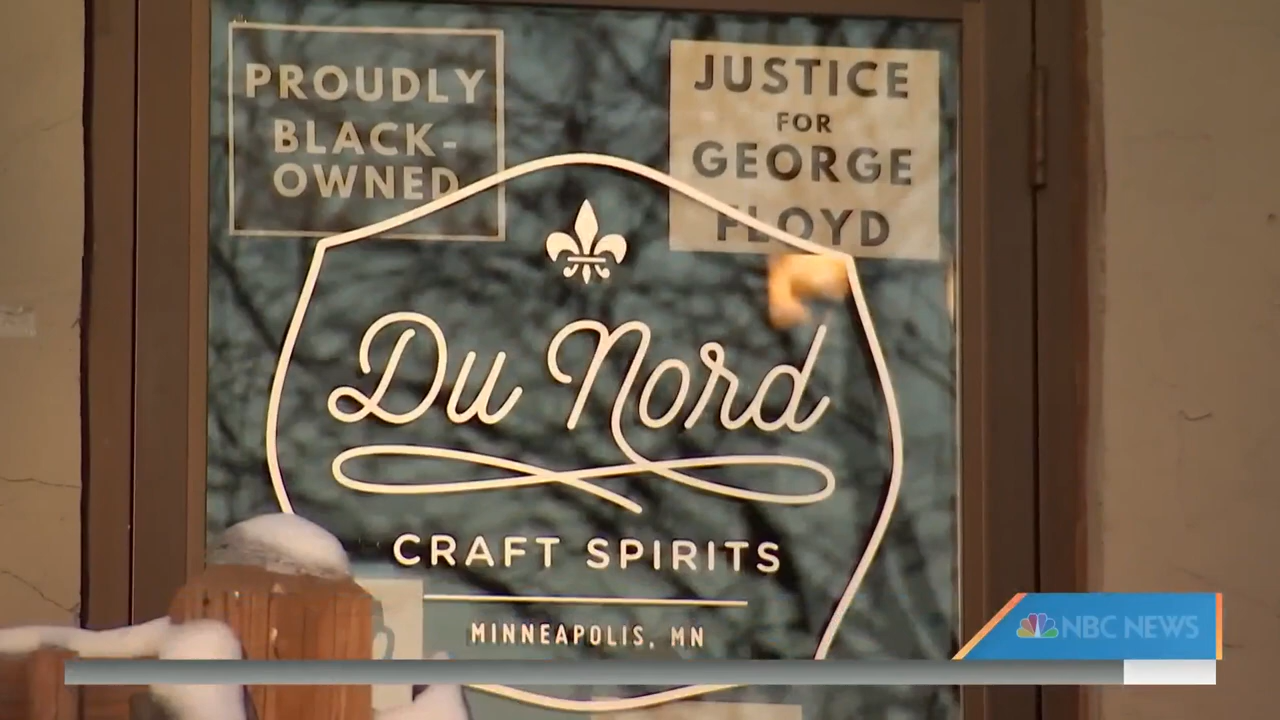 PROUDLY
BLACK-
OWNED
JUSTICE
FOR
GEORGE
FLOYD
Du Nord
CRAFT SPIRITS
MINNEAPOLIS, MN
NBC NEWS